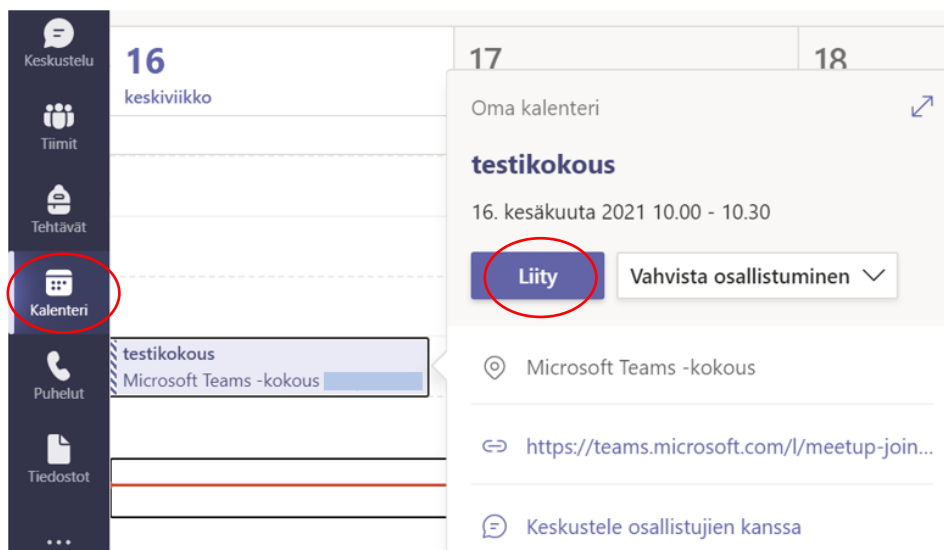 Keskustelu
Tiimit
Tehtävät
Kalenteri
Puhelut
Tiedostot
...
16
keskiviikko
17
18
testikokous
Microsoft Teams -kokous
Oma kalenteri
testikokous
16. kesäkuuta 2021 10.00 - 10.30
Liity
Vahvista osallistuminen
Microsoft Teams -kokous
https://teams.microsoft.com/l/meetup-join...
Keskustele osallistujien kanssa